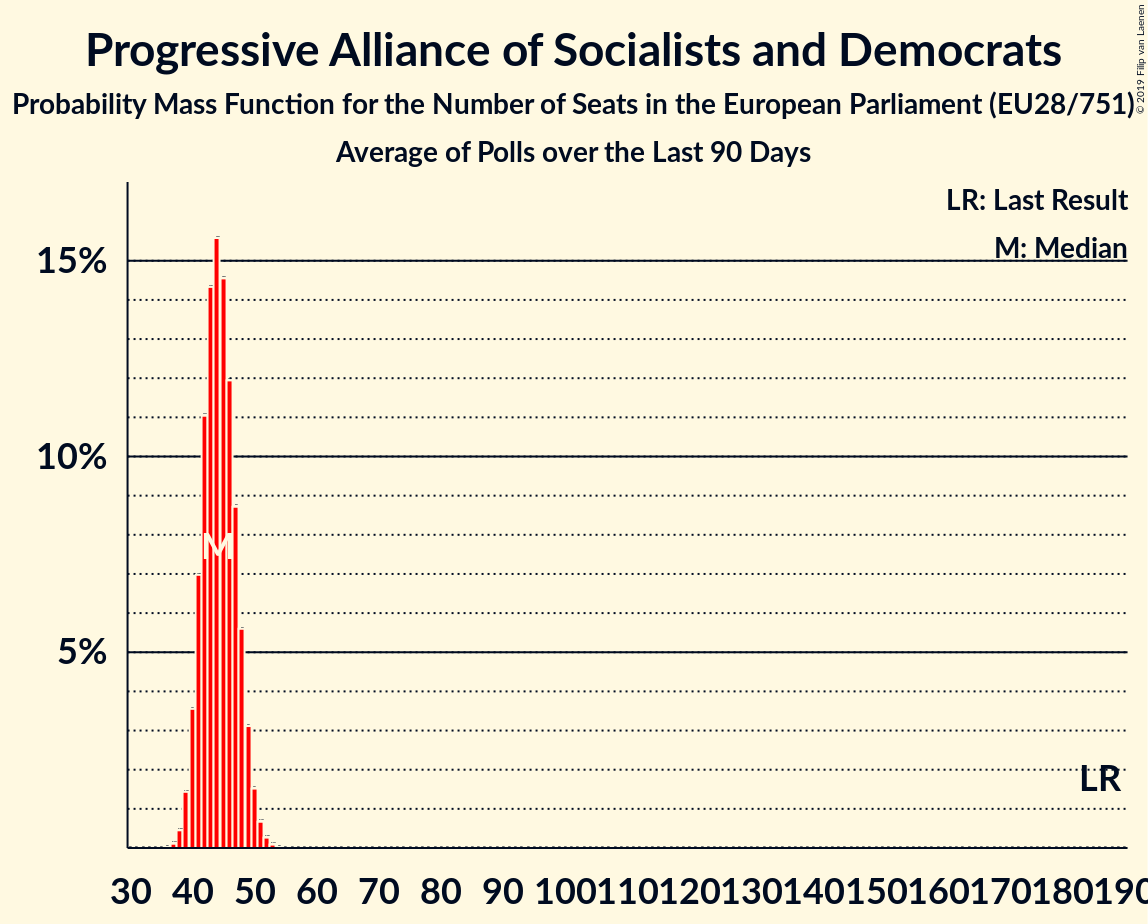 Progressive Alliance of Socialists and Democrats
Probability Mass Function for the Number of Seats in the European Parliament (EU28/751)
Average of Polls over the Last 90 Days
© 2019 Filip van Laenen
LR: Last Result
M: Median
15%
10%
5%
M
LR
30 40 50 60 70 80 90 100 110 120 130 140 150 160 170 180 190